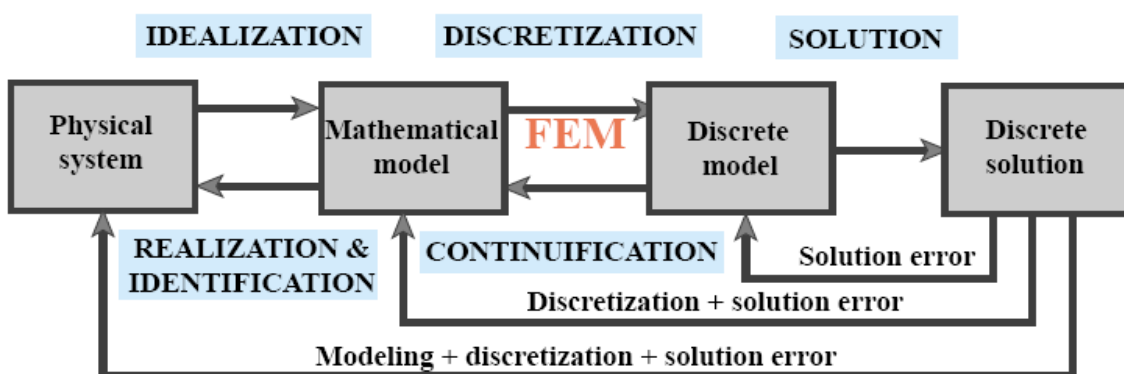 IDEALIZATION
DISCRETIZATION
SOLUTION
Physical
system
Mathematical
model
FEM
Discrete
model
Discrete
solution
REALIZATION &
IDENTIFICATION
CONTINUIFICATION
Solution error
Discretization + solution error
Modeling + discretization + solution error